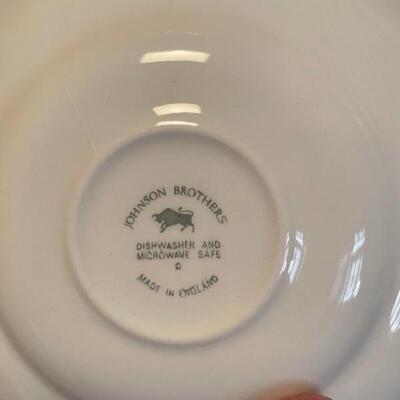 JOHNSON BROTHERS
DISHWASHER AND
MICROWAVE SAFE
MADE IN ENGLAND